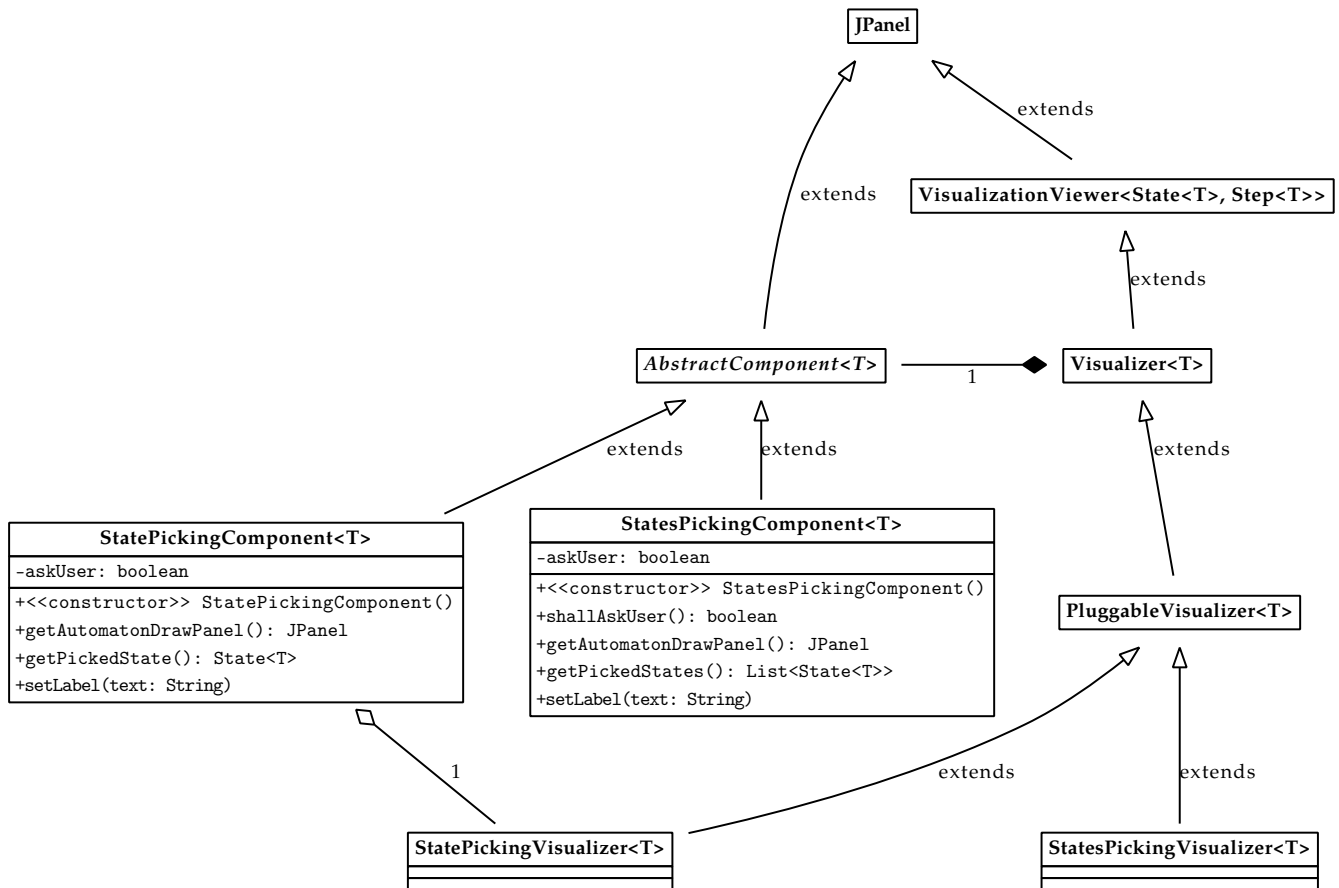 JPanel
extends
extends
VisualizationViewer<State<T>, Step<T>>
extends
AbstractComponent<T>
1
Visualizer<T>
extends
extends
extends
StatePickingComponent<T>
-askUser: boolean
+<<constructor>> StatePickingComponent()
+getAutomatonDrawPanel(): JPanel
+getPickedState(): State<T>
+setLabel(text: String)
StatesPickingComponent<T>
-askUser: boolean
+<<constructor>> StatesPickingComponent()
+shallAskUser(): boolean
+getAutomatonDrawPanel(): JPanel
+getPickedStates(): List<State<T>>
+setLabel(text: String)
PluggableVisualizer<T>
1
extends
extends
StatePickingVisualizer<T>
StatesPickingVisualizer<T>